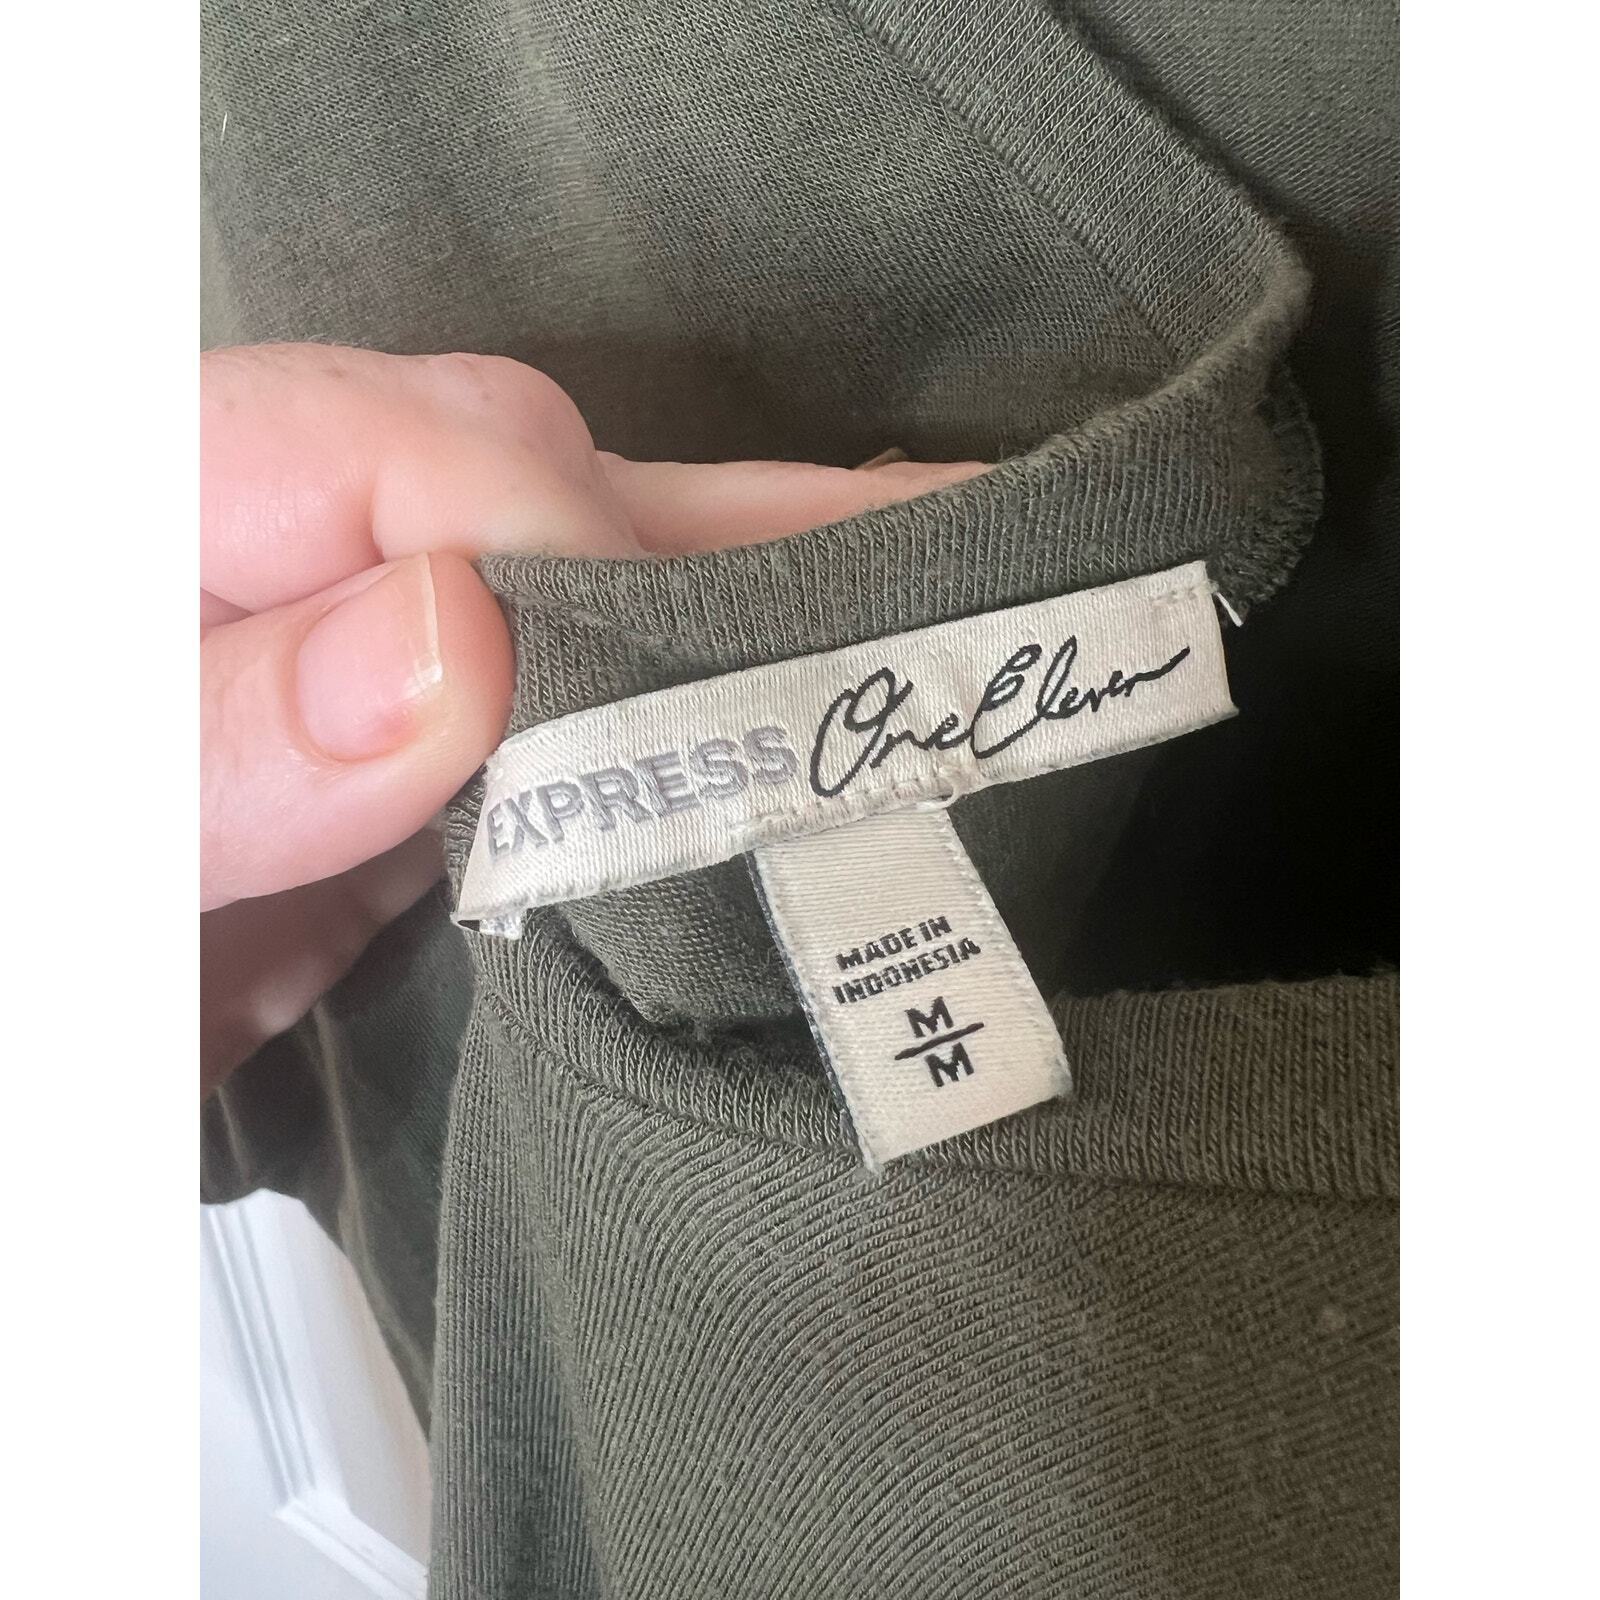 EXPRESS One Eleven
MADE IN
INDONESIA
M
M